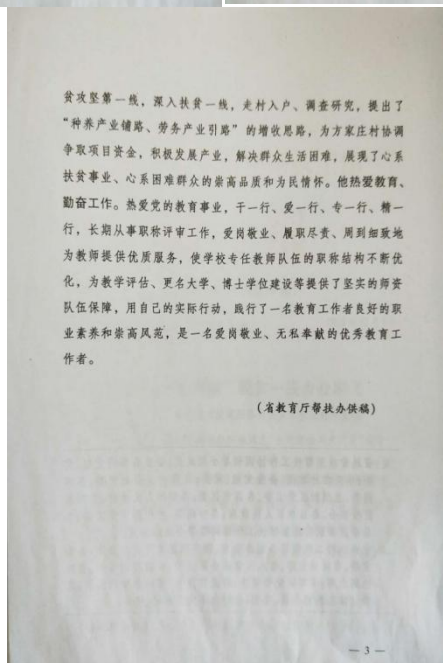 贫攻坚第一线，深入扶贫一线，走村入户、调查研究，提出了
“种养产业铺路、劳务产业引路”的增收思路，为方家庄村协调
争取项目资金，积极发展产业，解决群众生活困难，展现了心系
扶贫事业、心系困难群众的崇高品质和为民情怀。他热爱教育、
勤奋工作。热爱党的教育事业，干一行、爱一行、专一行、精一
行，长期从事职称评审工作，爱岗敬业、履职尽责、周到细致地
为教师提供优质服务，使学校专任教师队伍的职称结构不断优
化，为教学评估、更名大学、博士学位建设等提供了坚实的师资
队伍保障，用自己的实际行动，践行了一名教育工作者良好的职
业素养和崇高风范，是一名爱岗敬业、无私奉献的优秀教育工
作者。
（省教育厅帮扶办供稿）
— 3 —